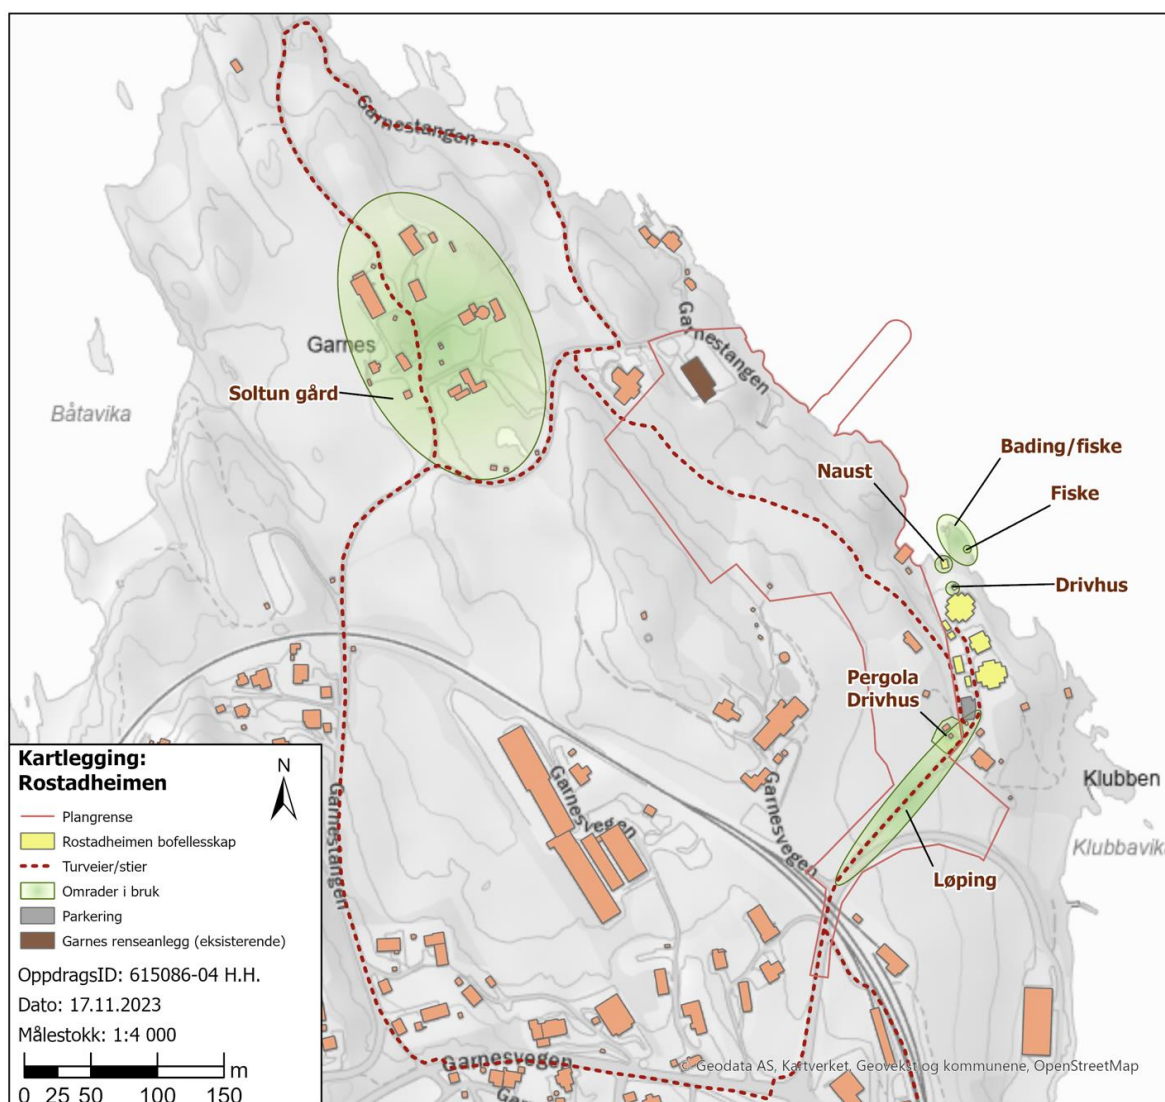 Garnestangen
Garnestangen
Garnes
Soltun gård
Båtavika
Bading/fiske
Naust
Fiske
Drivhus
Pergola
Drivhus
Klubben
Klubbavik
Løping
Garnesvegen
Garnesvegen
Garnestangen
Garnesvegen
Kartlegging:
Rostadheimen
N
Plangrense
Rostadheimen bofellesskap
Turveier/stier
Områder i bruk
Parkering
Garnes renseanlegg (eksisterende)
OppdragsID: 615086-04 H.H.
Dato: 17.11.2023
Målestokk: 1:4 000
m
0 25 50 100 150
© Geodata AS, Kartverket, Geovekst og kommunene, OpenStreetMap